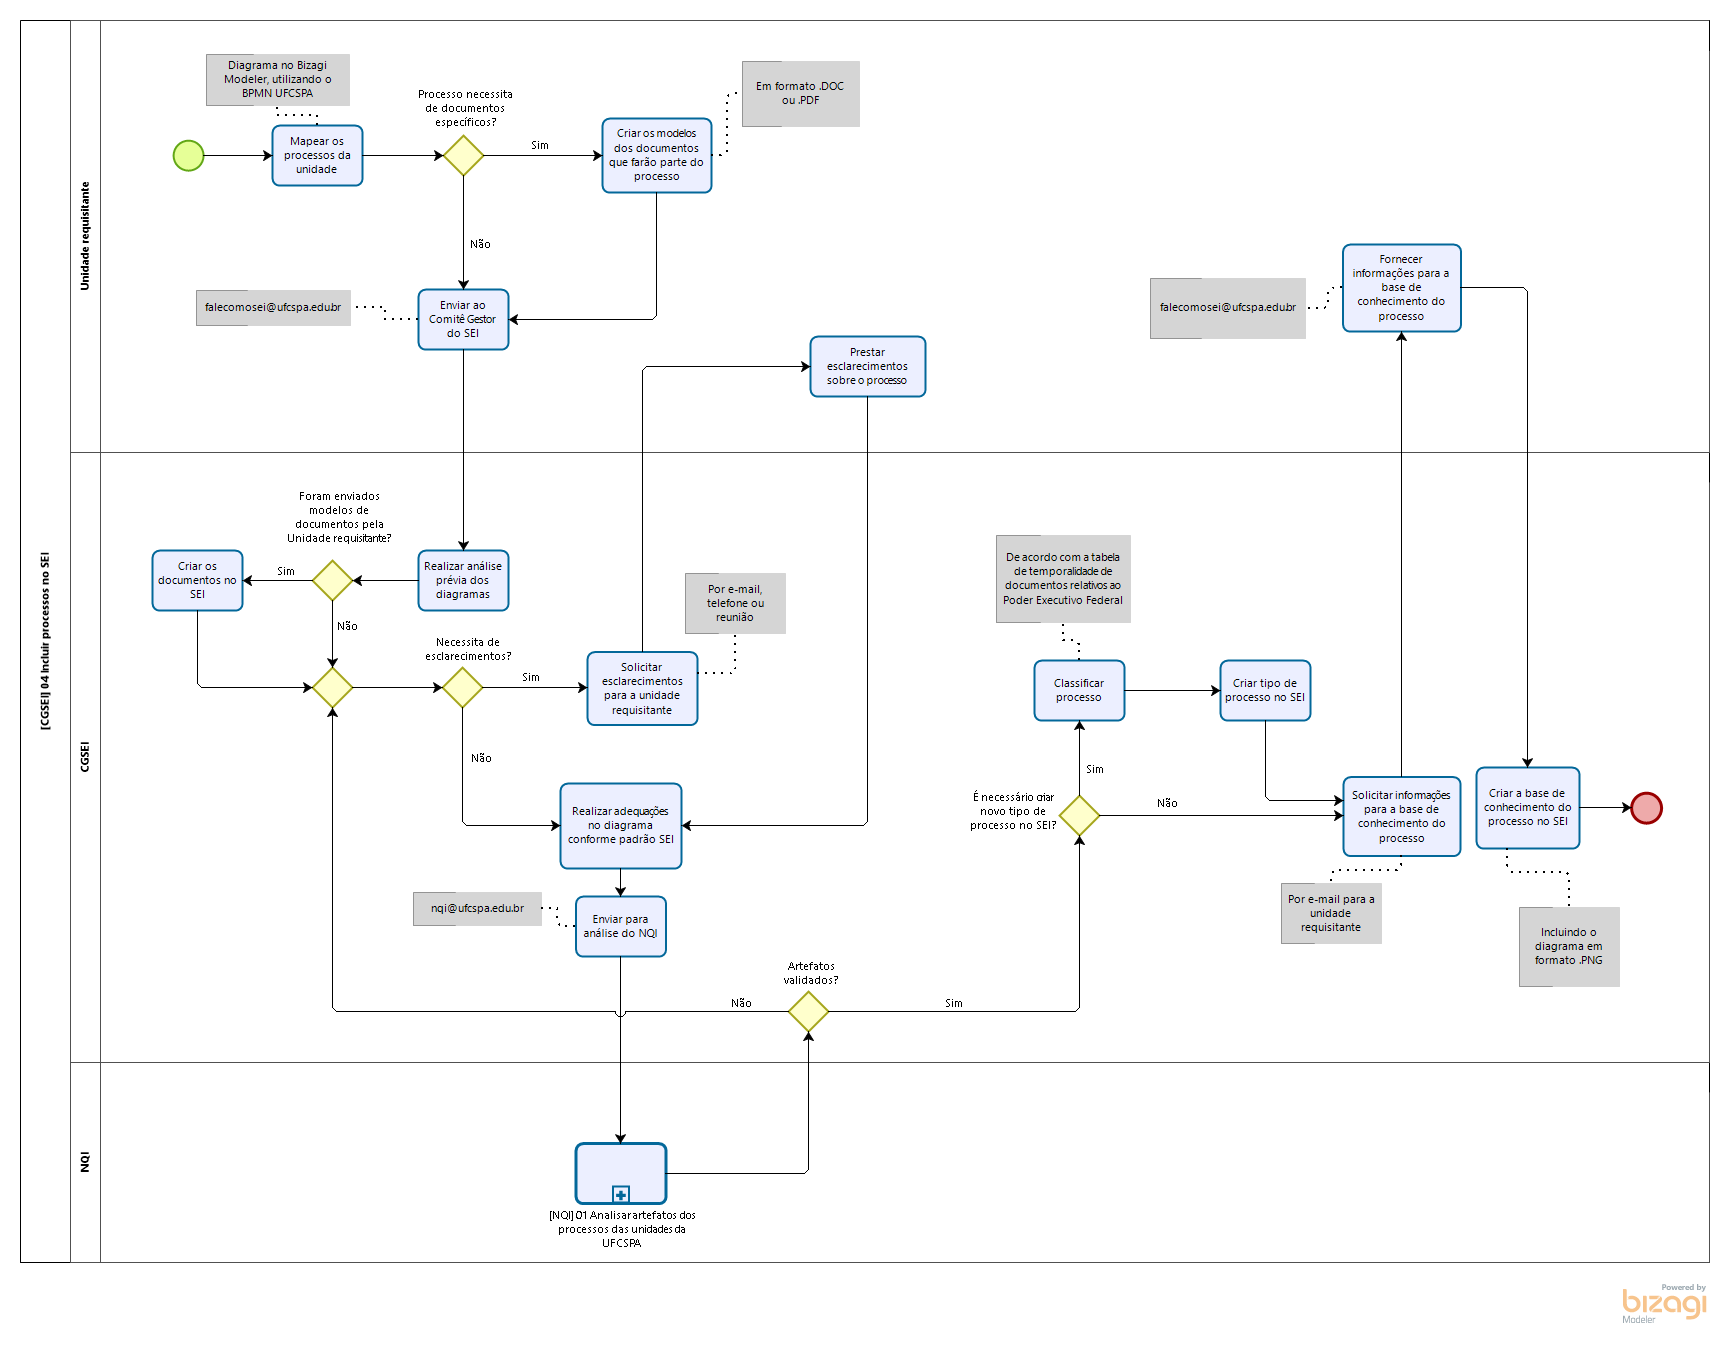 [CGSEI] 04 Incluir processos no SEI
Unidade requisitante
Diagrama no Bizagi
Modeler, utilizando o
BPMN UFCSPA
Mapear os
processos da
unidade
Processo necessita
de documentos
específicos?
Sim
Não
Criar os modelos
dos documentos
que farão parte do
processo
Em formato .DOC
ou .PDF
falecomosei@ufcspa.edu.br
Enviar ao
Comitê Gestor
do SEI
Prestar
esclarecimentos
sobre o processo
falecomosei@ufcspa.edu.br
Fornecer
informações para a
base de
conhecimento do
processo
CGSEI
Foram enviados
modelos de
documentos pela
Unidade requisitante?
Criar os
documentos no
SEI
Sim
Não
Realizar análise
prévia dos
diagramas
Necessita de
esclarecimentos?
Sim
Não
Solicitar
esclarecimentos
para a unidade
requisitante
Por e-mail,
telefone ou
reunião
Realizar adequações
no diagrama
conforme padrão SEI
nqi@ufcspa.edu.br
Enviar para
análise do NQI
Artefatos
validados?
Não
Sim
De acordo com a tabela
de temporalidade de
documentos relativos ao
Poder Executivo Federal
Classificar
processo
Criar tipo de
processo no SEI
É necessário criar
novo tipo de
processo no SEI?
Sim
Não
Solicitar informações
para a base de
conhecimento do
processo
Por e-mail para a
unidade
requisitante
Criar a base de
conhecimento do
processo no SEI
Incluindo o
diagrama em
formato .PNG
NQI
[NQI] 01 Analisar artefatos dos
processos das unidades da
UFCSPA
Powered by
bizagi
Modeler